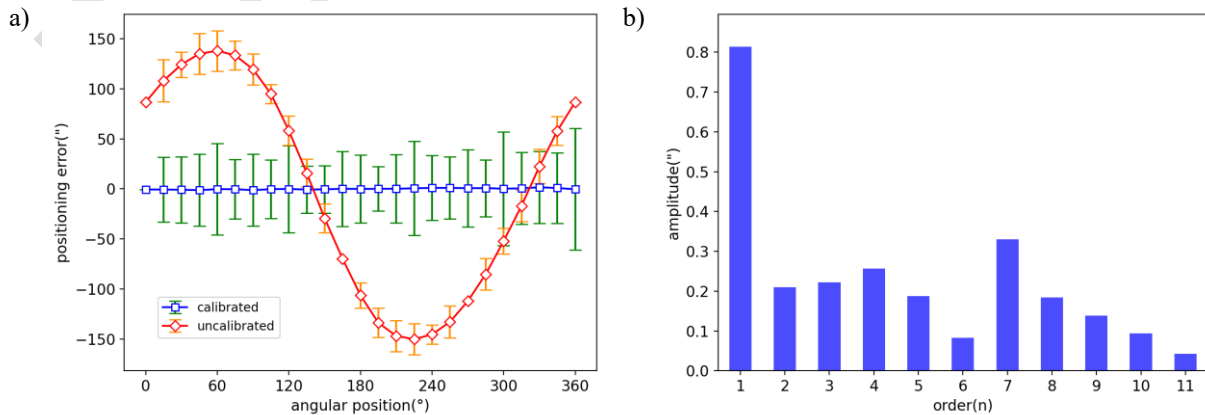 a)
150
100
50
0
−50
−100
−150
positioning error(")
calibrated
uncalibrated
0 60 120 180 240 300 360
angular position(°)
b)
0.8
0.7
0.6
0.5
0.4
0.3
0.2
0.1
0.0
amplitude(")
1 2 3 4 5 6 7 8 9 10 11
order(n)